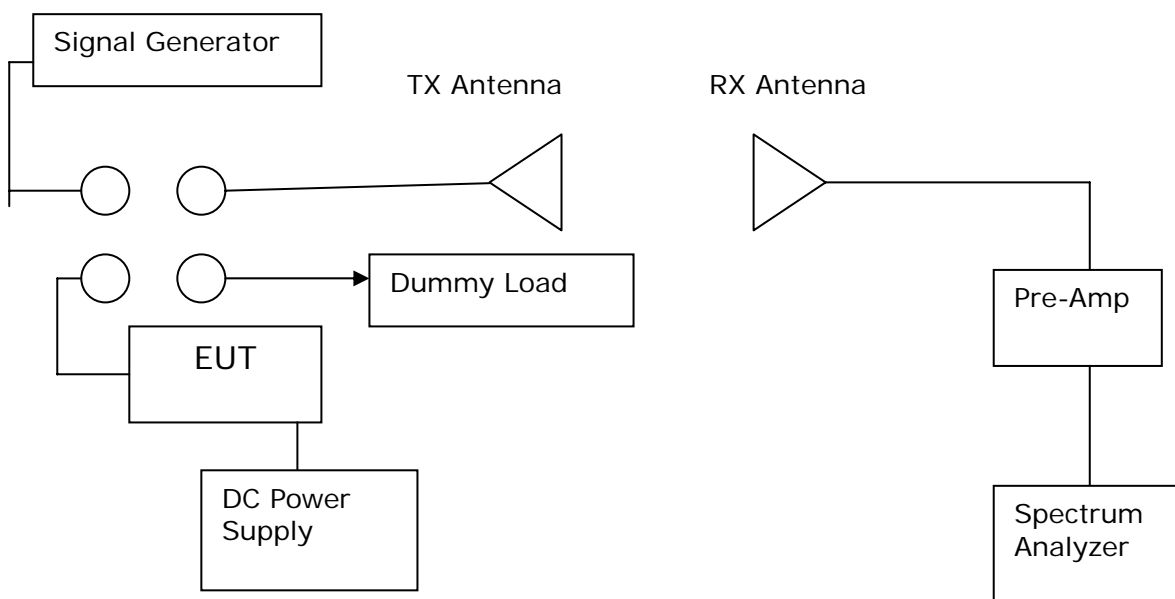 Signal Generator
TX Antenna
RX Antenna
Dummy Load
Pre-Amp
EUT
DC Power
Supply
Spectrum
Analyzer